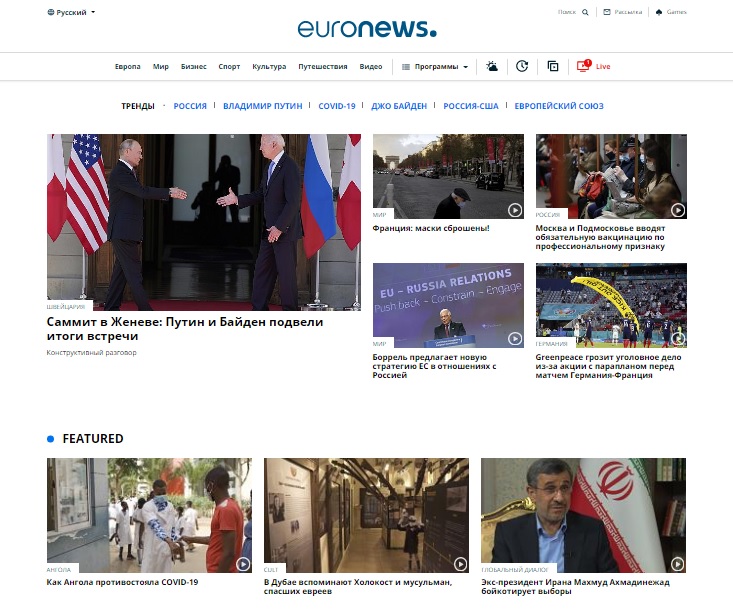 Русский
Поиск
Рассылка
Games
euronews.
Европа Мир Бизнес Спорт Культура Путешествия Видео Программы 1 Live
ТРЕНДЫ · РОССИЯ | ВЛАДИМИР ПУТИН | COVID-19 | ДЖО БАЙДЕН | РОССИЯ-США | ЕВРОПЕЙСКИЙ СОЮЗ
ШВЕЙЦАРИЯ
Саммит в Женеве: Путин и Байден подвели
итоги встречи
Конструктивный разговор
МИР
Франция: маски сброшены!
РОССИЯ
Москва и Подмосковье вводят
обязательную вакцинацию по
профессиональному признаку
EU – RUSSIA RELATIONS
Push back – Constrain – Engage
МИР
Боррель предлагает новую
стратегию ЕС в отношениях с
Россией
ГЕРМАНИЯ
Greenpeace грозит уголовное дело
из-за акции с парапланом перед
матчем Германия-Франция
FEATURED
АНГОЛА
Как Ангола противостояла COVID-19
CULT
В Дубае вспоминают Холокост и мусульман,
спасших евреев
ГЛОБАЛЬНЫЙ ДИАЛОГ
Экс-президент Ирана Махмуд Ахмадинежад
бойкотирует выборы